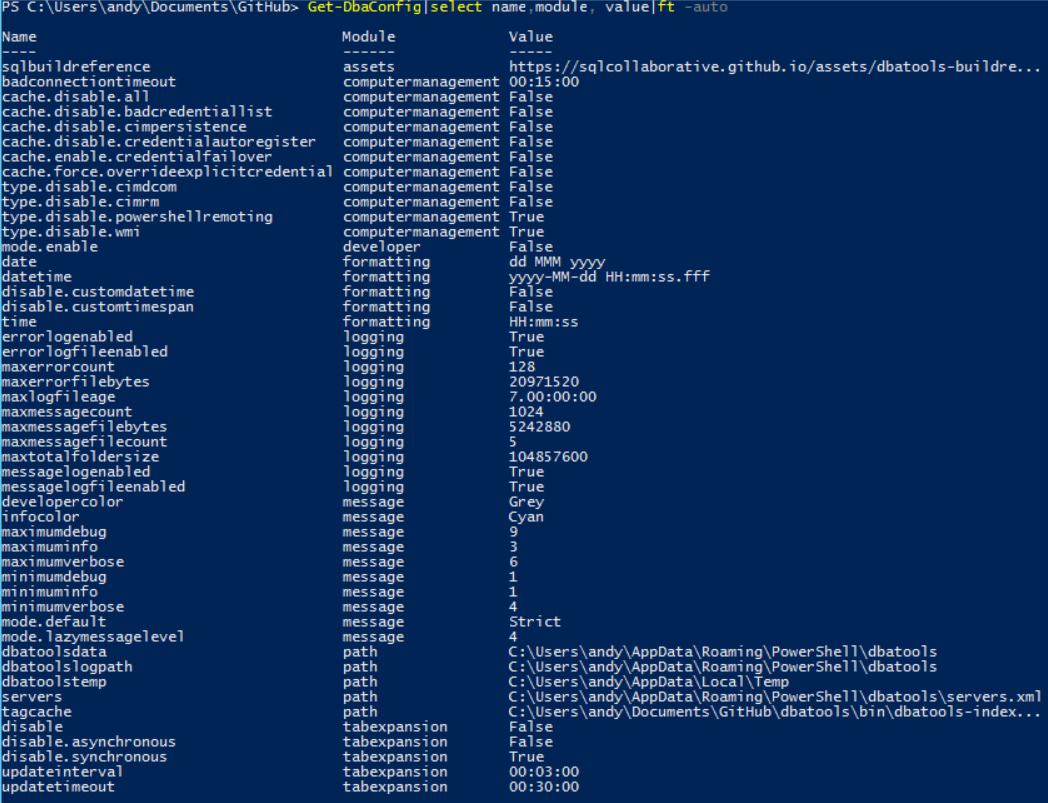 PS C:\Users\andy\Documents\GitHub> Get-DbaConfig|select name,module, value|ft -auto
Name Module Value
---- ------ -----
sqlbuildreference assets https://sqlcollaborative.github.io/assets/dbatools-buildre...
badconnectiontimeout computermanagement 00:15:00
cache.disable.all computermanagement False
cache.disable.badcredentiallist computermanagement False
cache.disable.cimpersistence computermanagement False
cache.disable.credentialautoregister computermanagement False
cache.enable.credentialfailover computermanagement False
cache.force.overrideexplicitcredential computermanagement False
type.disable.cimdcom computermanagement False
type.disable.cimrm computermanagement False
type.disable.powershellremoting computermanagement True
type.disable.wmi computermanagement True
mode.enable developer False
date formatting dd MMM yyyy
datetime formatting yyyy-MM-dd HH:mm:ss.fff
disable.customdatetime formatting False
disable.customtimespan formatting False
time formatting HH:mm:ss
errorlogenabled logging True
errorlogfileenabled logging True
maxerrorcount logging 128
maxerrorfilebytes logging 20971520
maxlogfileage logging 7.00:00:00
maxmessagecount logging 1024
maxmessagefilebytes logging 5242880
maxmessagefilecount logging 5
maxtotalfoldersize logging 104857600
messagelogenabled logging True
messagelogfileenabled logging True
developercolor message Grey
infocolor message Cyan
maximumdebug message 9
maximuminfo message 3
maximumverbose message 6
minimumdebug message 1
minimuminfo message 1
minimumverbose message 4
mode.default message Strict
mode.lazymessagelevel message 4
dbatoolsdata path C:\Users\andy\AppData\Roaming\PowerShell\dbatools
dbatoolslogpath path C:\Users\andy\AppData\Roaming\PowerShell\dbatools
dbatoolstemp path C:\Users\andy\AppData\Local\Temp
servers path C:\Users\andy\AppData\Roaming\PowerShell\dbatools\servers.xml
tagcache path C:\Users\andy\Documents\GitHub\dbatools\bin\dbatools-index...
disable tabexpansion False
disable.asynchronous tabexpansion False
disable.synchronous tabexpansion True
updateinterval tabexpansion 00:03:00
updatetimeout tabexpansion 00:30:00